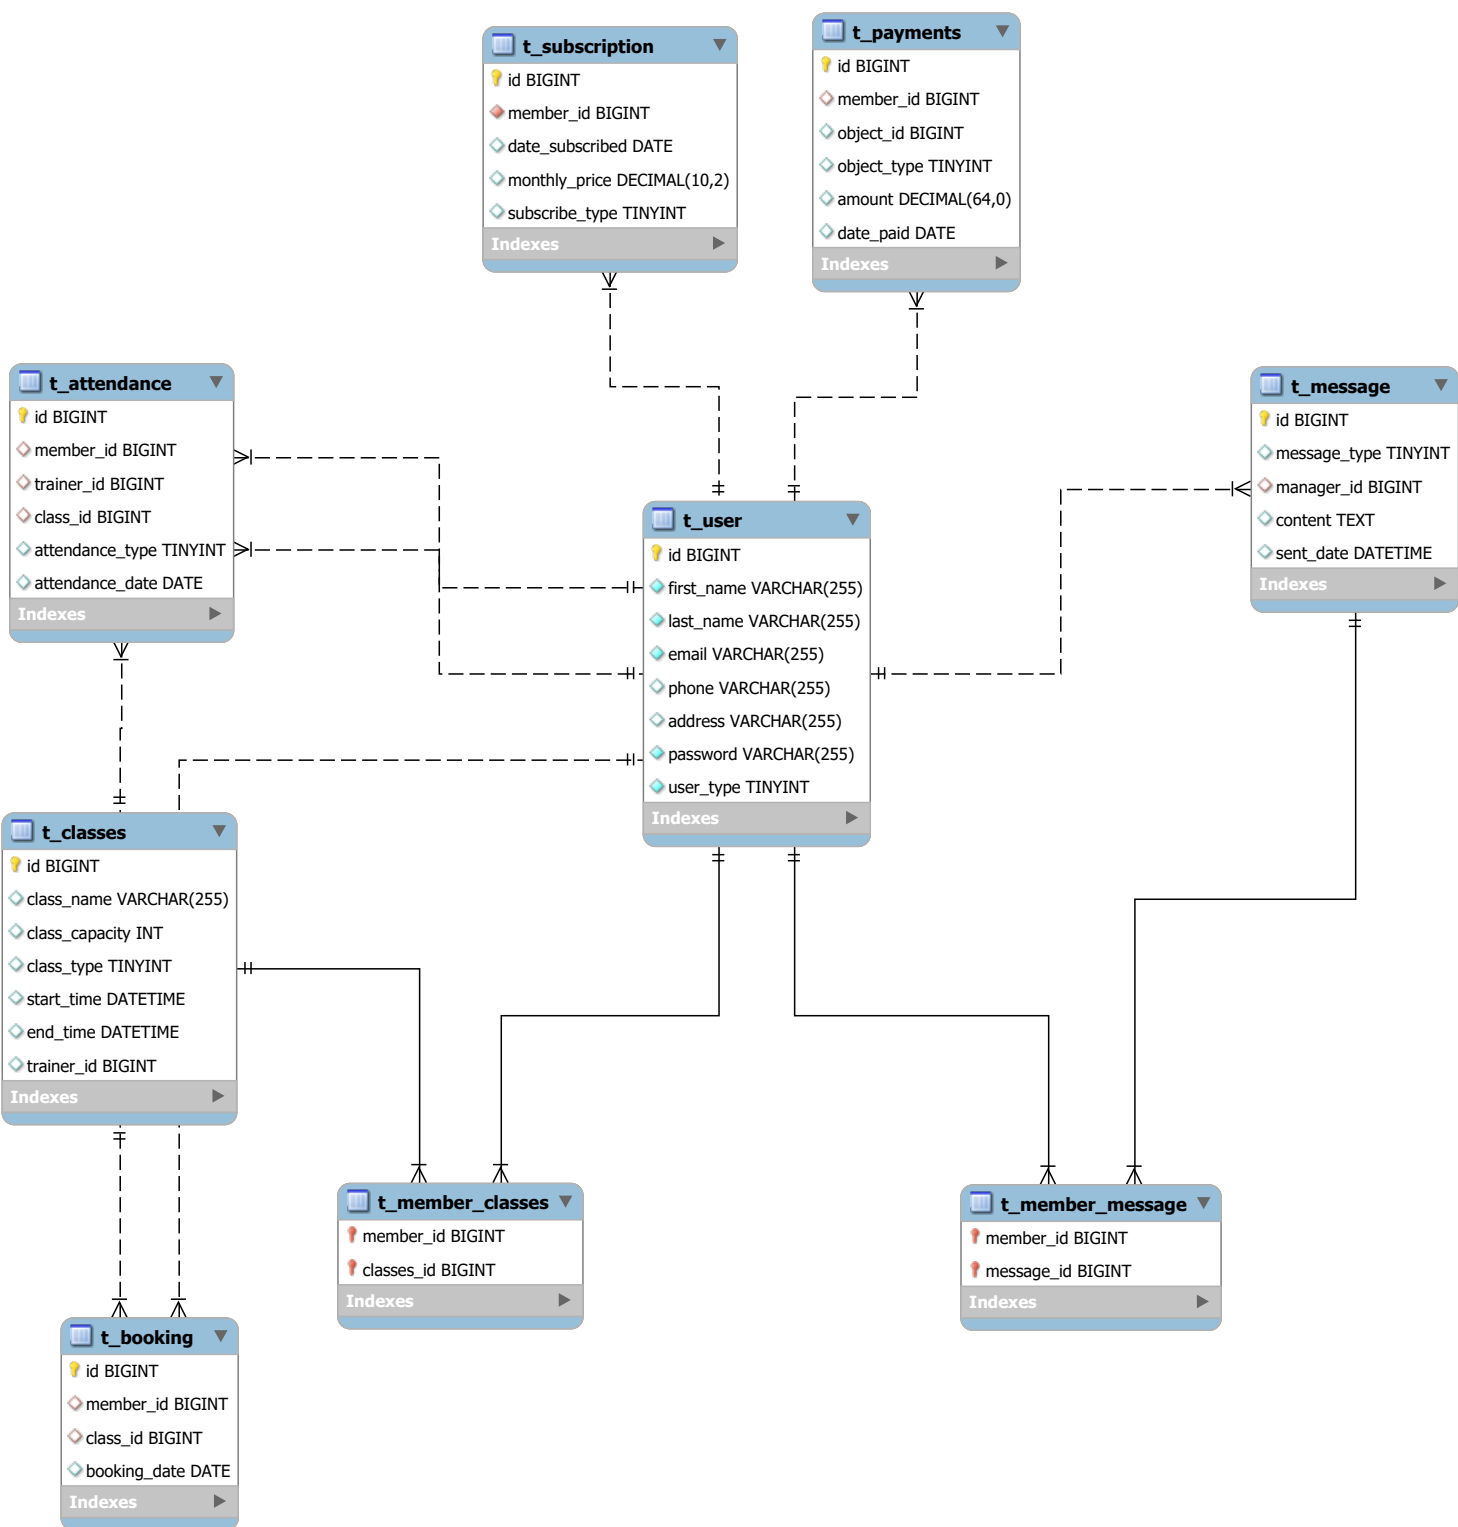 t_subscription
id BIGINT
member_id BIGINT
date_subscribed DATE
monthly_price DECIMAL(10,2)
subscribe_type TINYINT
Indexes
t_payments
id BIGINT
member_id BIGINT
object_id BIGINT
object_type TINYINT
amount DECIMAL(64,0)
date_paid DATE
Indexes
t_attendance
id BIGINT
member_id BIGINT
trainer_id BIGINT
class_id BIGINT
attendance_type TINYINT
attendance_date DATE
Indexes
t_message
id BIGINT
message_type TINYINT
manager_id BIGINT
content TEXT
sent_date DATETIME
Indexes
t_user
id BIGINT
first_name VARCHAR(255)
last_name VARCHAR(255)
email VARCHAR(255)
phone VARCHAR(255)
address VARCHAR(255)
password VARCHAR(255)
user_type TINYINT
Indexes
t_classes
id BIGINT
class_name VARCHAR(255)
class_capacity INT
class_type TINYINT
start_time DATETIME
end_time DATETIME
trainer_id BIGINT
Indexes
t_member_classes
member_id BIGINT
classes_id BIGINT
Indexes
t_member_message
member_id BIGINT
message_id BIGINT
Indexes
t_booking
id BIGINT
member_id BIGINT
class_id BIGINT
booking_date DATE
Indexes